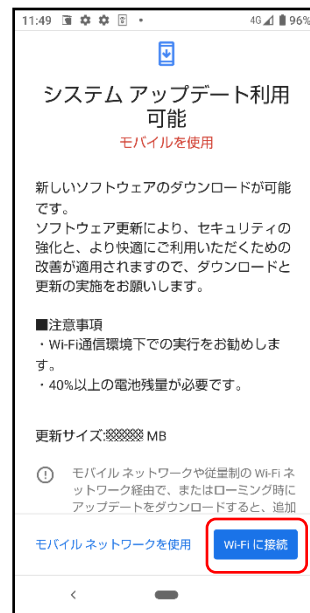 11:49 4G 96%
システム アップデート利用
可能
モバイルを使用
新しいソフトウェアのダウンロードが可能
です。
ソフトウェア更新により、セキュリティの
強化と、より快適にご利用いただくための
改善が適用されますので、ダウンロードと
更新の実施をお願いします。
■注意事項
・Wi-Fi通信環境下での実行をお勧めしま
す。
・40%以上の電池残量が必要です。
更新サイズ: MB
モバイル ネットワークや従量制の Wi-Fi ネ
ットワーク経由で、またはローミング時に
アップデートをダウンロードすると、追加
モバイル ネットワークを使用 Wi-Fi に接続